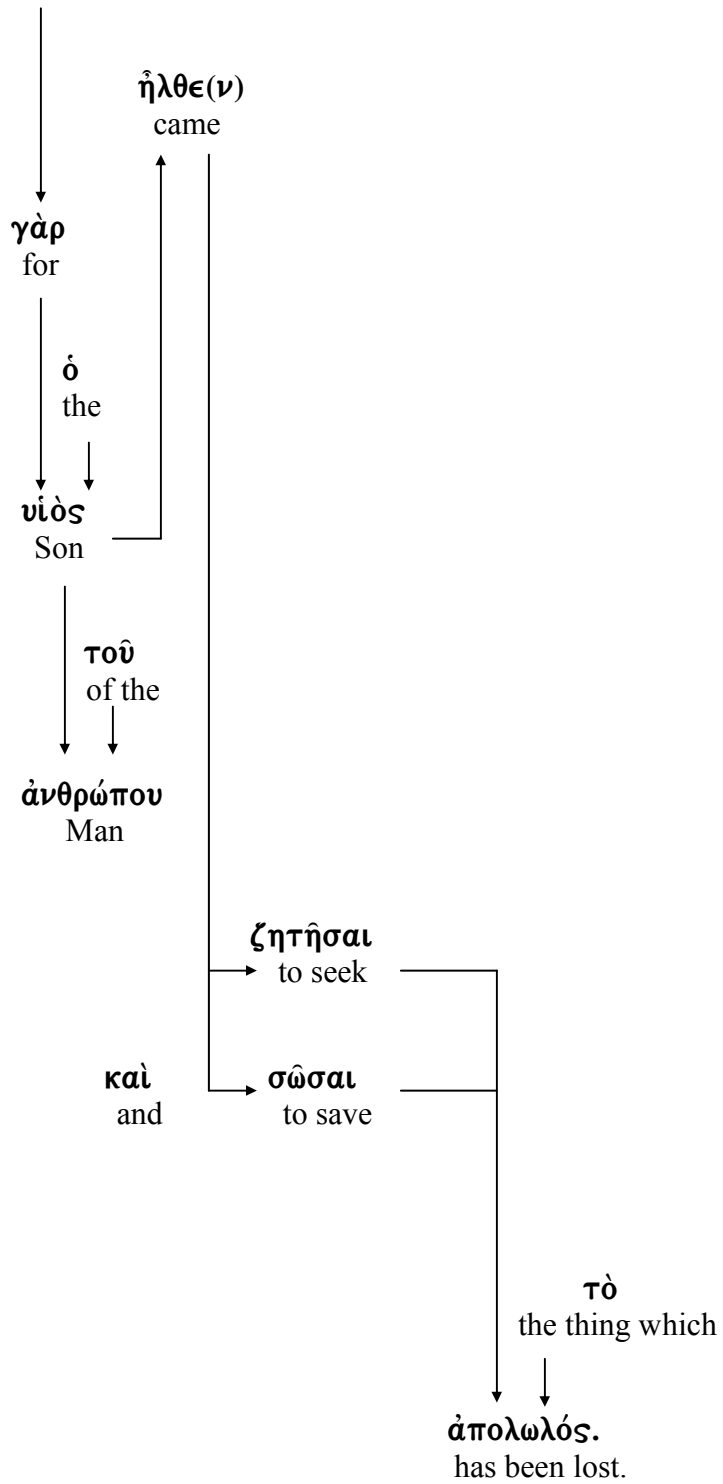 ἦλθε(ν)
came
γὰρ
for
ὁ
the
υἱὸς
Son
τοῦ
of the
ἀνθρώπου
Man
ζητῆσαι
to seek
καὶ
and
σῶσαι
to save
τὸ
the thing which
ἀπολωλός.
has been lost.